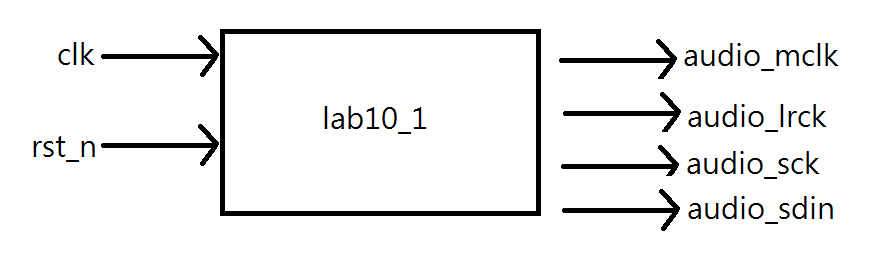 clk
rst_n
lab10_1
audio_mclk
audio_lrck
audio_sck
audio_sdin